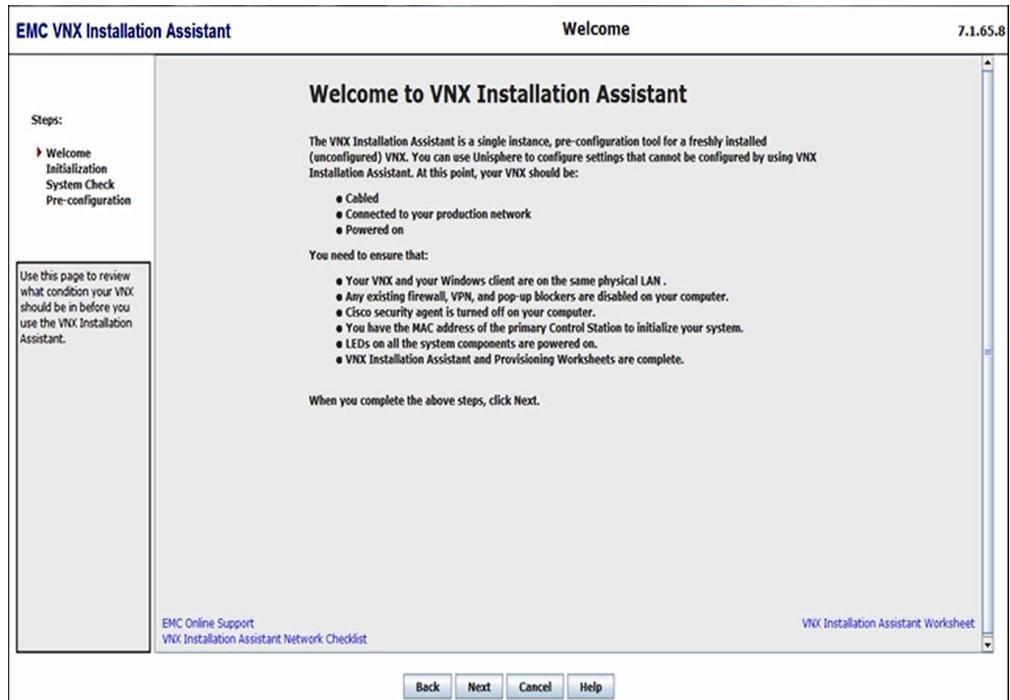 EMC VNX Installation Assistant
Welcome
7.1.65.8
Steps:
Welcome
Initialization
System Check
Pre-configuration
Use this page to review
what condition your VNX
should be in before you
use the VNX Installation
Assistant.
Welcome to VNX Installation Assistant
The VNX Installation Assistant is a single instance, pre-configuration tool for a freshly installed
(unconfigured) VNX. You can use Unisphere to configure settings that cannot be configured by using VNX
Installation Assistant. At this point, your VNX should be:
● Cabled
● Connected to your production network
● Powered on
You need to ensure that:
● Your VNX and your Windows client are on the same physical LAN .
● Any existing firewall, VPN, and pop-up blockers are disabled on your computer.
● Cisco security agent is turned off on your computer.
● You have the MAC address of the primary Control Station to initialize your system.
● LEDs on all the system components are powered on.
● VNX Installation Assistant and Provisioning Worksheets are complete.
When you complete the above steps, click Next.
EMC Online Support
VNX Installation Assistant Network Checklist
VNX Installation Assistant Worksheet
Back Next Cancel Help